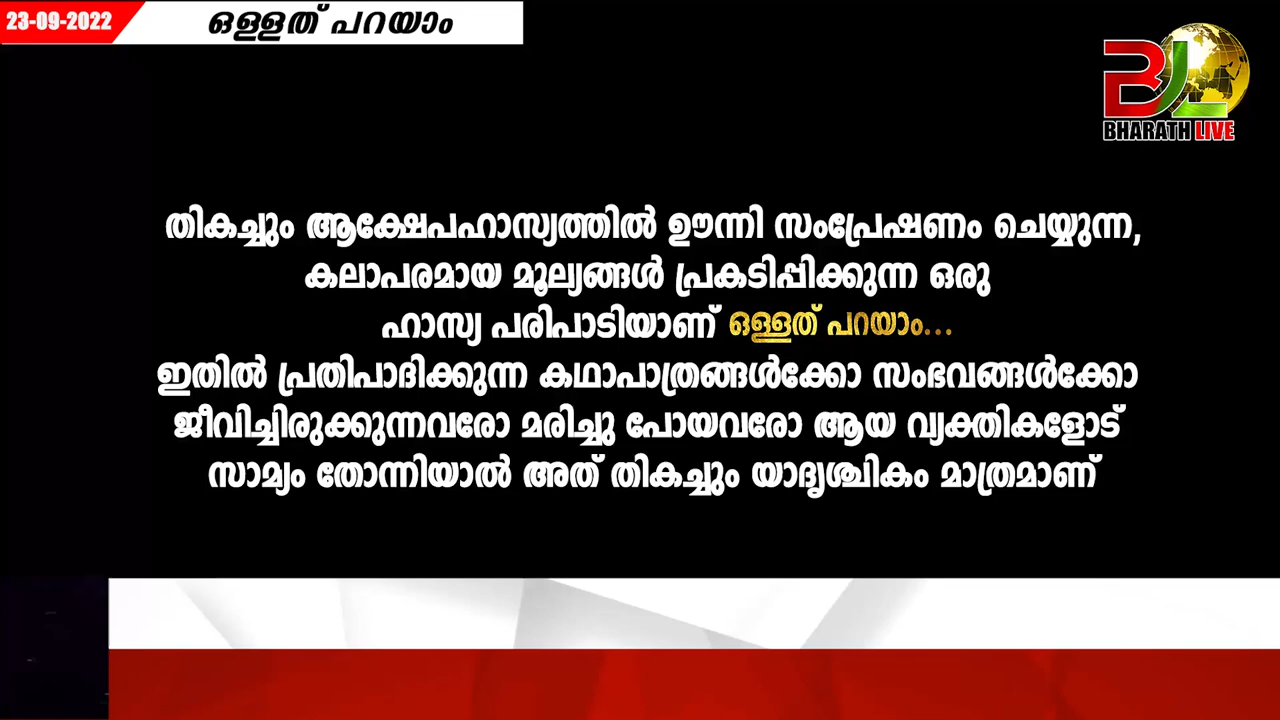 23-09-2022
ഒള്ളത് പറയാം
BL
BHARATH LIVE
തികച്ചും ആക്ഷേപഹാസ്യത്തിൽ ഊന്നി സംപ്രേഷണം ചെയ്യുന്ന,
കലാപരമായ മൂല്യങ്ങൾ പ്രകടിപ്പിക്കുന്ന ഒരു
ഹാസ്യ പരിപാടിയാണ് ഒള്ളത് പറയാം...
ഇതിൽ പ്രതിപാദിക്കുന്ന കഥാപാത്രങ്ങൾക്കോ സംഭവങ്ങൾക്കോ
ജീവിച്ചിരുക്കുന്നവരോ മരിച്ചു പോയവരോ ആയ വ്യക്തികളോട്
സാമ്യം തോന്നിയാൽ അത് തികച്ചും യാദൃശ്ചികം മാത്രമാണ്